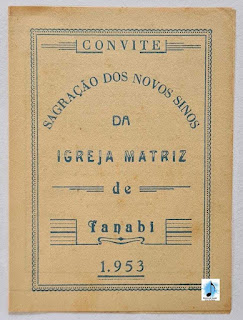 CONVITE
SAGRAÇÃO DOS NOVOS SINOS
DA
IGREJA MATRIZ
de
Tanabi
1.953